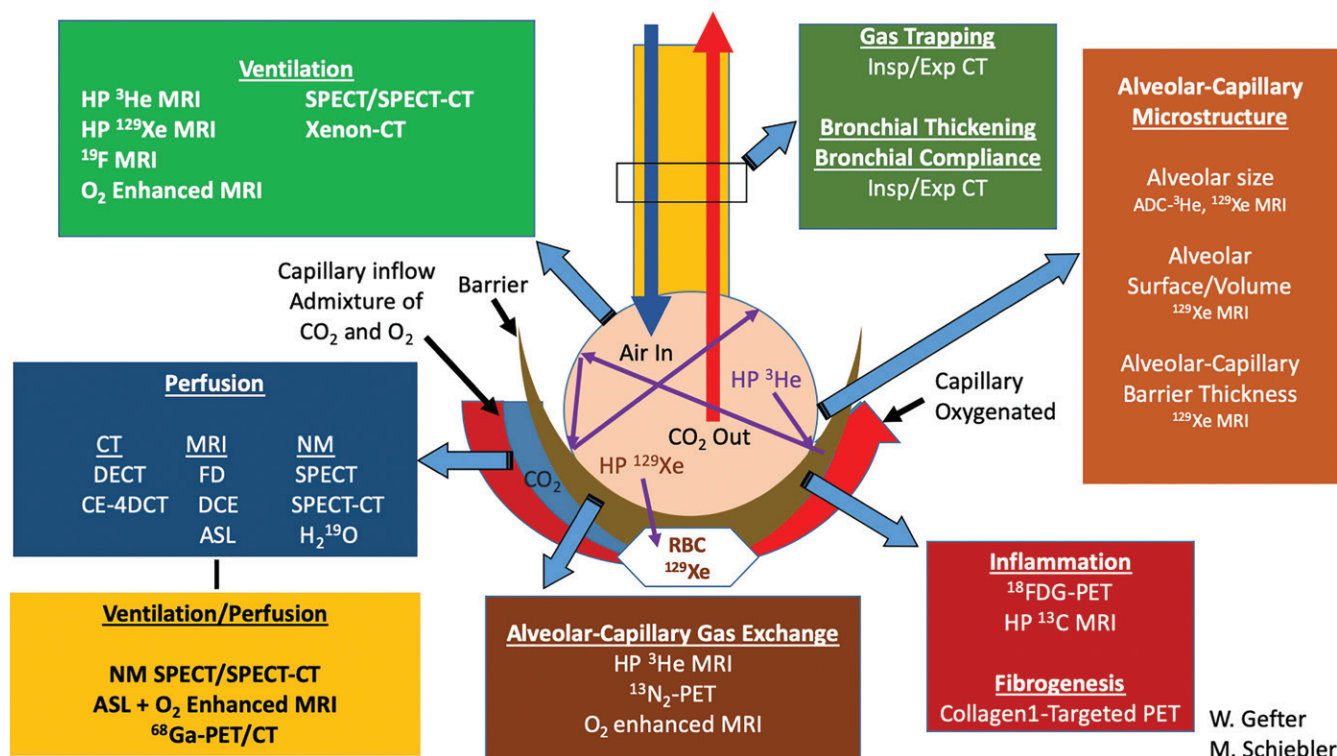 Ventilation
HP ³He MRI
HP ¹²⁹Xe MRI
¹⁹F MRI
O₂ Enhanced MRI
SPECT/SPECT-CT
Xenon-CT
Gas Trapping
Insp/Exp CT
Bronchial Thickening
Bronchial Compliance
Insp/Exp CT
Alveolar-Capillary
Microstructure
Alveolar size
ADC-³He, ¹²⁹Xe MRI
Alveolar
Surface/Volume
¹²⁹Xe MRI
Alveolar-Capillary
Barrier Thickness
¹²⁹Xe MRI
Capillary inflow
Admixture of
CO₂ and O₂
Barrier
Air In
HP ³He
CO₂ Out
HP ¹²⁹Xe
CO₂
RBC
¹²⁹Xe
Capillary
Oxygenated
Perfusion
CT MRI NM
DECT FD SPECT
CE-4DCT DCE SPECT-CT
ASL H₂¹⁹O
Ventilation/Perfusion
NM SPECT/SPECT-CT
ASL + O₂ Enhanced MRI
⁶⁸Ga-PET/CT
Alveolar-Capillary Gas Exchange
HP ³He MRI
¹³N₂-PET
O₂ enhanced MRI
Inflammation
¹⁸FDG-PET
HP ¹³C MRI
Fibrogenesis
Collagen1-Targeted PET
W. Gefter
M. Schiebler